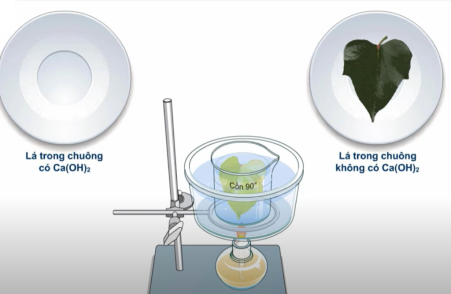 Lá trong chuông
có Ca(OH)₂
Cồn 90°
Lá trong chuông
không có Ca(OH)₂